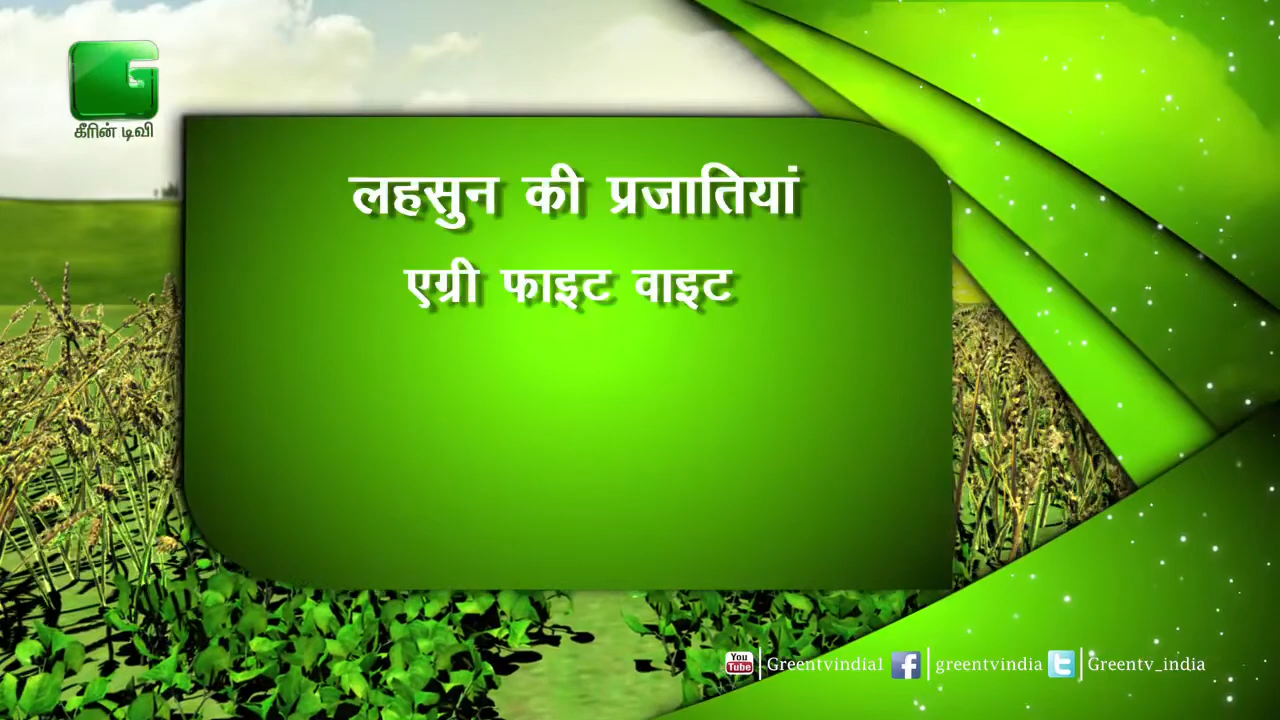 கிரீன் டிவி
लहसुन की प्रजातियां
एग्री फाइट वाइट
You Tube Greentvindia1 f greentvindia t Greentv_india